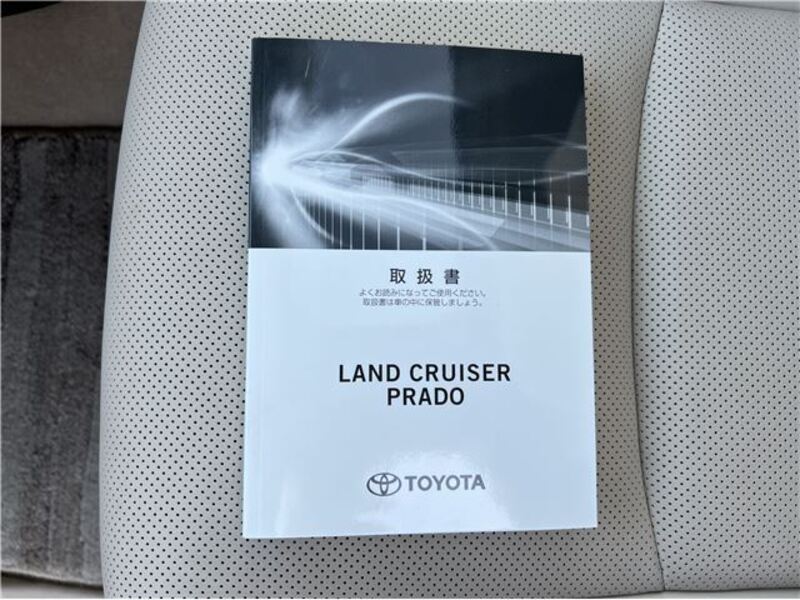 取扱書
よくお読みになってご使用ください。
取扱書は車の中に保管しましょう。
LAND CRUISER
PRADO
TOYOTA